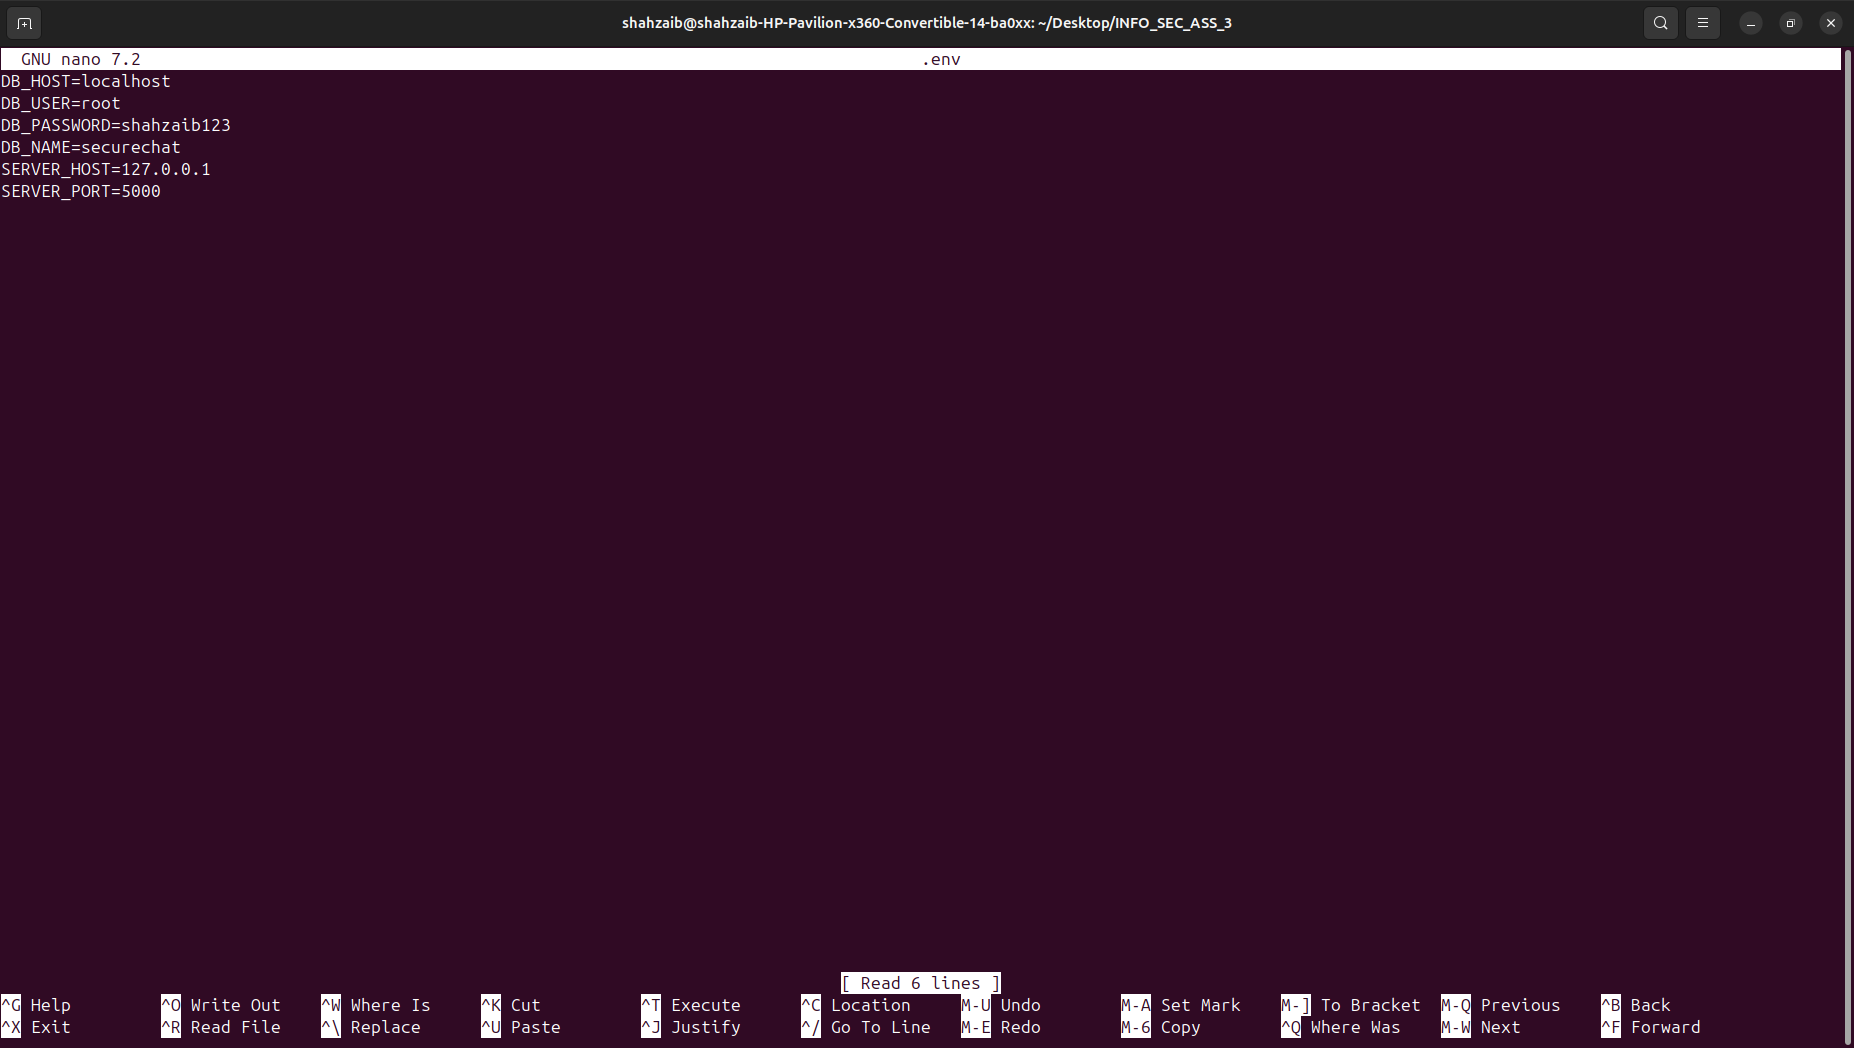 shahzaib@shahzaib-HP-Pavilion-x360-Convertible-14-ba0xx: ~/Desktop/INFO_SEC_ASS_3
GNU nano 7.2 .env
DB_HOST=localhost
DB_USER=root
DB_PASSWORD=shahzaib123
DB_NAME=securechat
SERVER_HOST=127.0.0.1
SERVER_PORT=5000
[ Read 6 lines ]
^G Help ^O Write Out ^W Where Is ^K Cut ^T Execute ^C Location M-U Undo M-A Set Mark M-] To Bracket M-Q Previous ^B Back
^X Exit ^R Read File ^\ Replace ^U Paste ^J Justify ^/ Go To Line M-E Redo M-6 Copy ^Q Where Was M-W Next ^F Forward